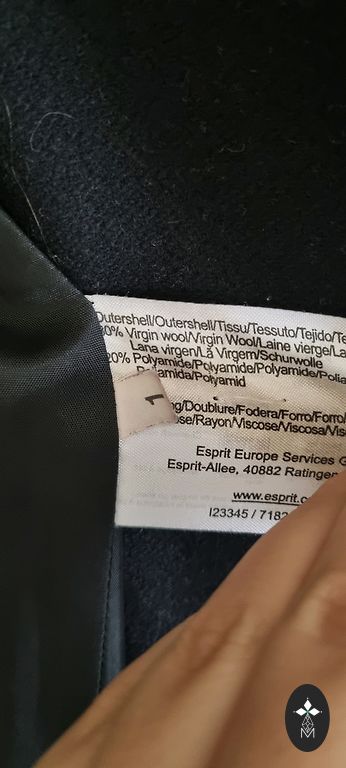 Outershell/Outershell/Tissu/Tessuto/Tejido/Te
80% Virgin wool/Virgin Wool/Laine vierge/La
Lana virgen/Lã Virgem/Schurwolle
20% Polyamide/Polyamide/Polyamide/Polia
Poliamida/Polyamid
1
ng/Doublure/Fodera/Forro/Forro/
ose/Rayon/Viscose/Viscosa/Vis
Esprit Europe Services G
Esprit-Allee, 40882 Ratingen
www.esprit.c
I23345 / 7182
M